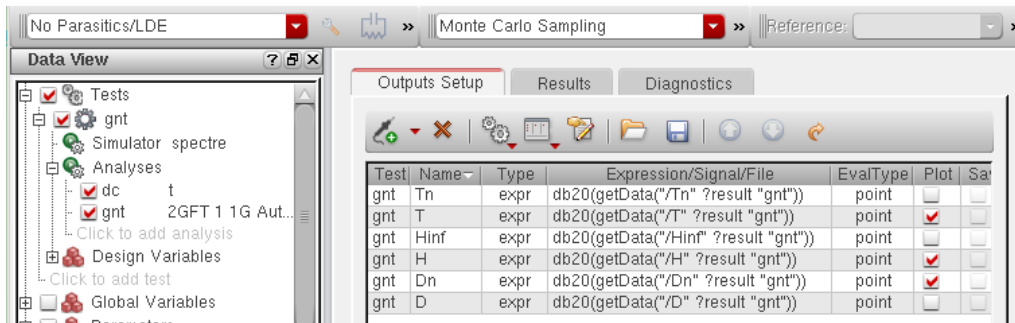 No Parasitics/LDE
»
Monte Carlo Sampling
»
Reference:
Data View
Tests
gnt
Simulator spectre
Analyses
dc t
gnt 2GFT 1 1G Aut...
Click to add analysis
Design Variables
Click to add test
Global Variables
Outputs Setup Results Diagnostics
Test Name Type Expression/Signal/File EvalType Plot
gnt Tn expr db20(getData("/Tn" ?result "gnt")) point
gnt T expr db20(getData("/T" ?result "gnt")) point
gnt Hinf expr db20(getData("/Hinf" ?result "gnt")) point
gnt H expr db20(getData("/H" ?result "gnt")) point
gnt Dn expr db20(getData("/Dn" ?result "gnt")) point
gnt D expr db20(getData("/D" ?result "gnt")) point